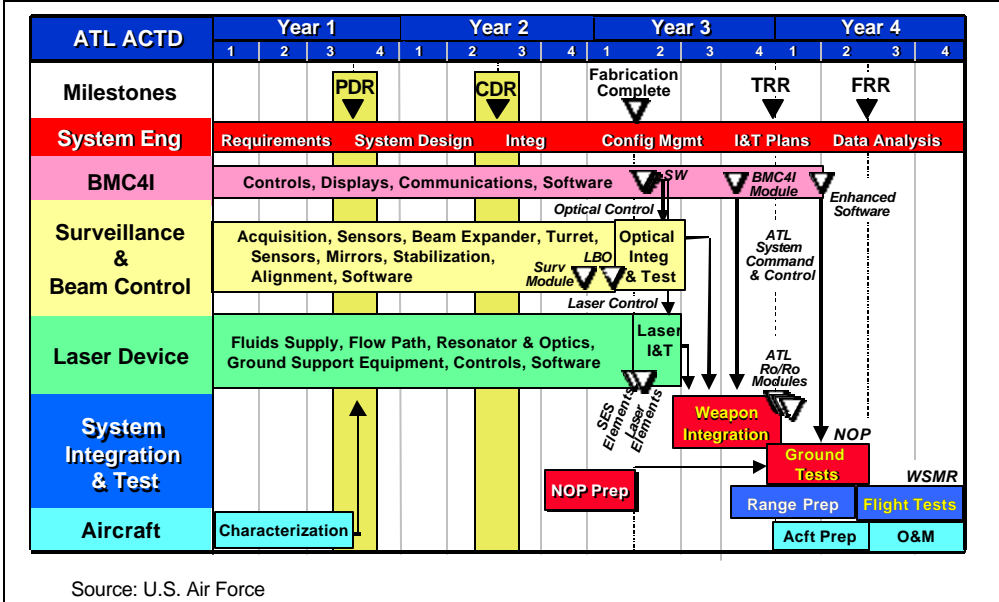 ATL ACTD
Year 1 Year 2 Year 3 Year 4
1 2 3 4 1 2 3 4 1 2 3 4 1 2 3 4
Milestones
PDR
CDR
Fabrication
Complete
TRR
FRR
System Eng
Requirements System Design Integ Config Mgmt I&T Plans Data Analysis
BMC4I
Controls, Displays, Communications, Software
SW
BMC4I
Module
Enhanced
Software
Optical Control
Surveillance
&
Beam Control
Acquisition, Sensors, Beam Expander, Turret,
Sensors, Mirrors, Stabilization,
Alignment, Software
Surv
Module
LBO
Optical
Integ
& Test
ATL
System
Command
& Control
Laser Control
Laser Device
Fluids Supply, Flow Path, Resonator & Optics,
Ground Support Equipment, Controls, Software
Laser
I&T
SES
Elements
Laser
Elements
ATL
Ro/Ro
Modules
System
Integration
& Test
Weapon
Integration
NOP
Ground
Tests
NOP Prep
WSMR
Range Prep
Flight Tests
Aircraft
Characterization
Acft Prep
O&M
Source: U.S. Air Force